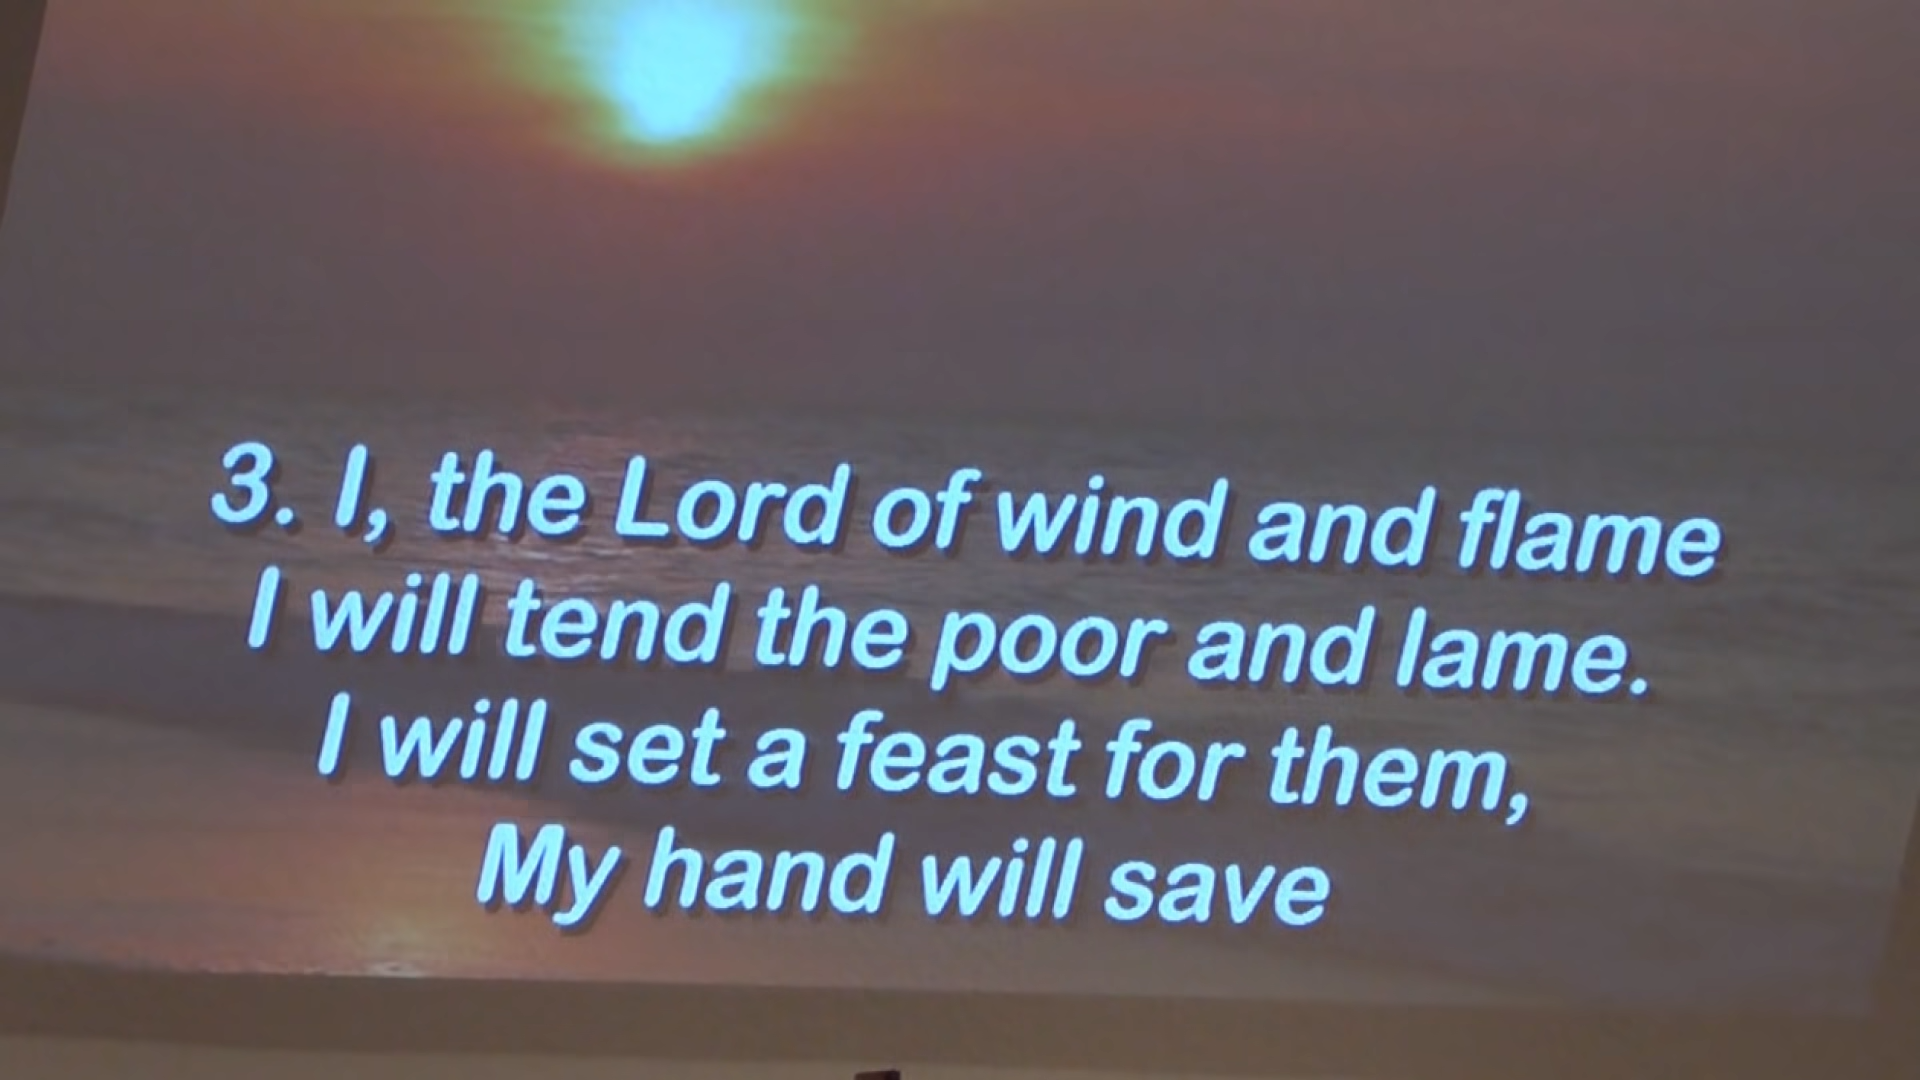 3. I, the Lord of wind and flame
I will tend the poor and lame.
I will set a feast for them,
My hand will save